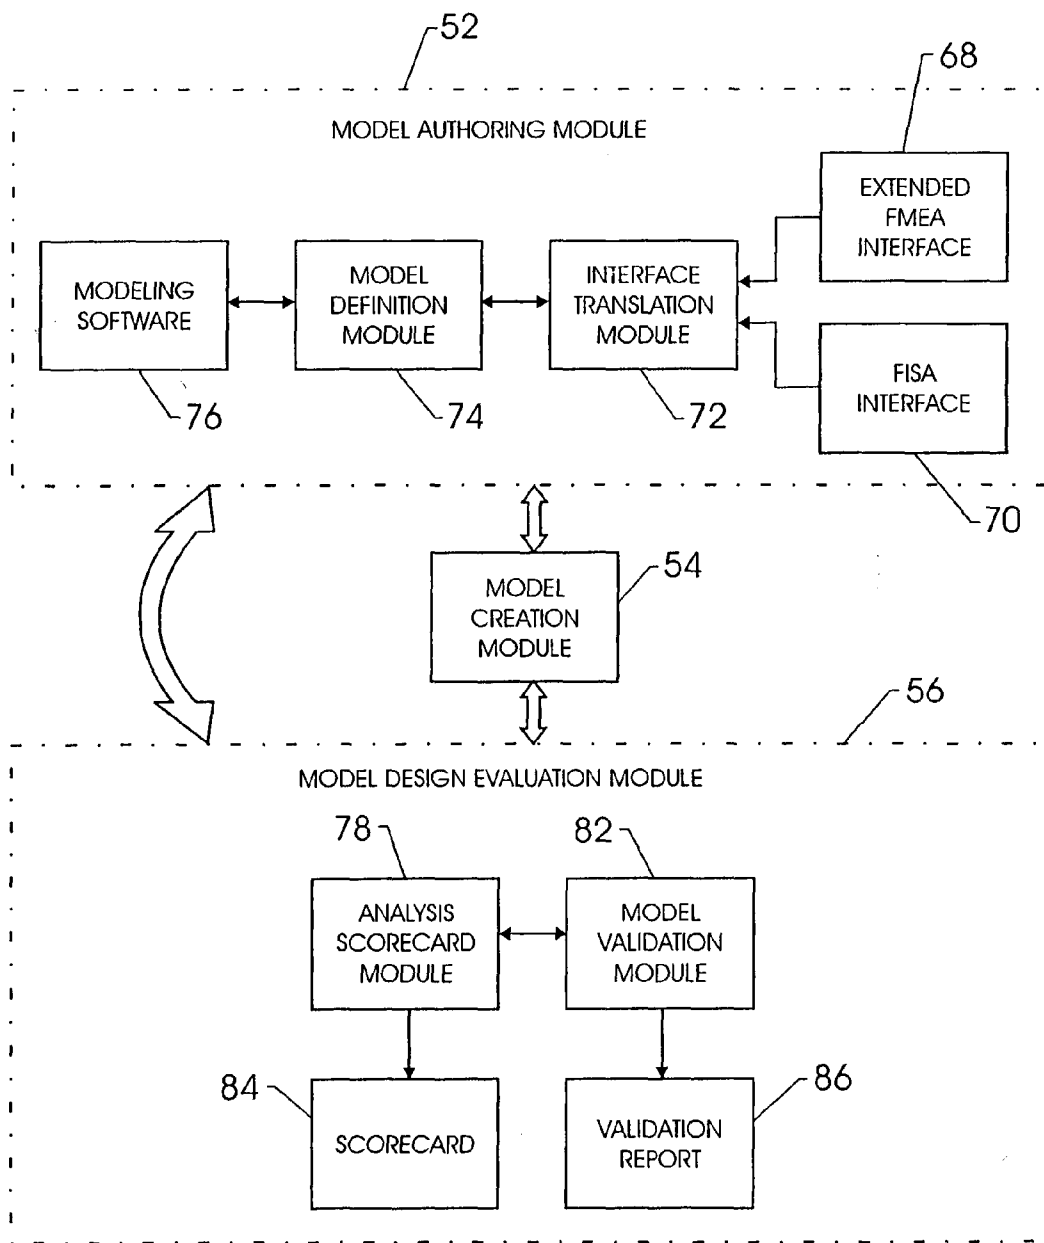 52
68
MODEL AUTHORING MODULE
EXTENDED
FMEA
INTERFACE
MODELING
SOFTWARE
MODEL
DEFINITION
MODULE
INTERFACE
TRANSLATION
MODULE
FISA
INTERFACE
76
74
72
70
54
MODEL
CREATION
MODULE
56
MODEL DESIGN EVALUATION MODULE
78
82
ANALYSIS
SCORECARD
MODULE
MODEL
VALIDATION
MODULE
84
86
SCORECARD
VALIDATION
REPORT